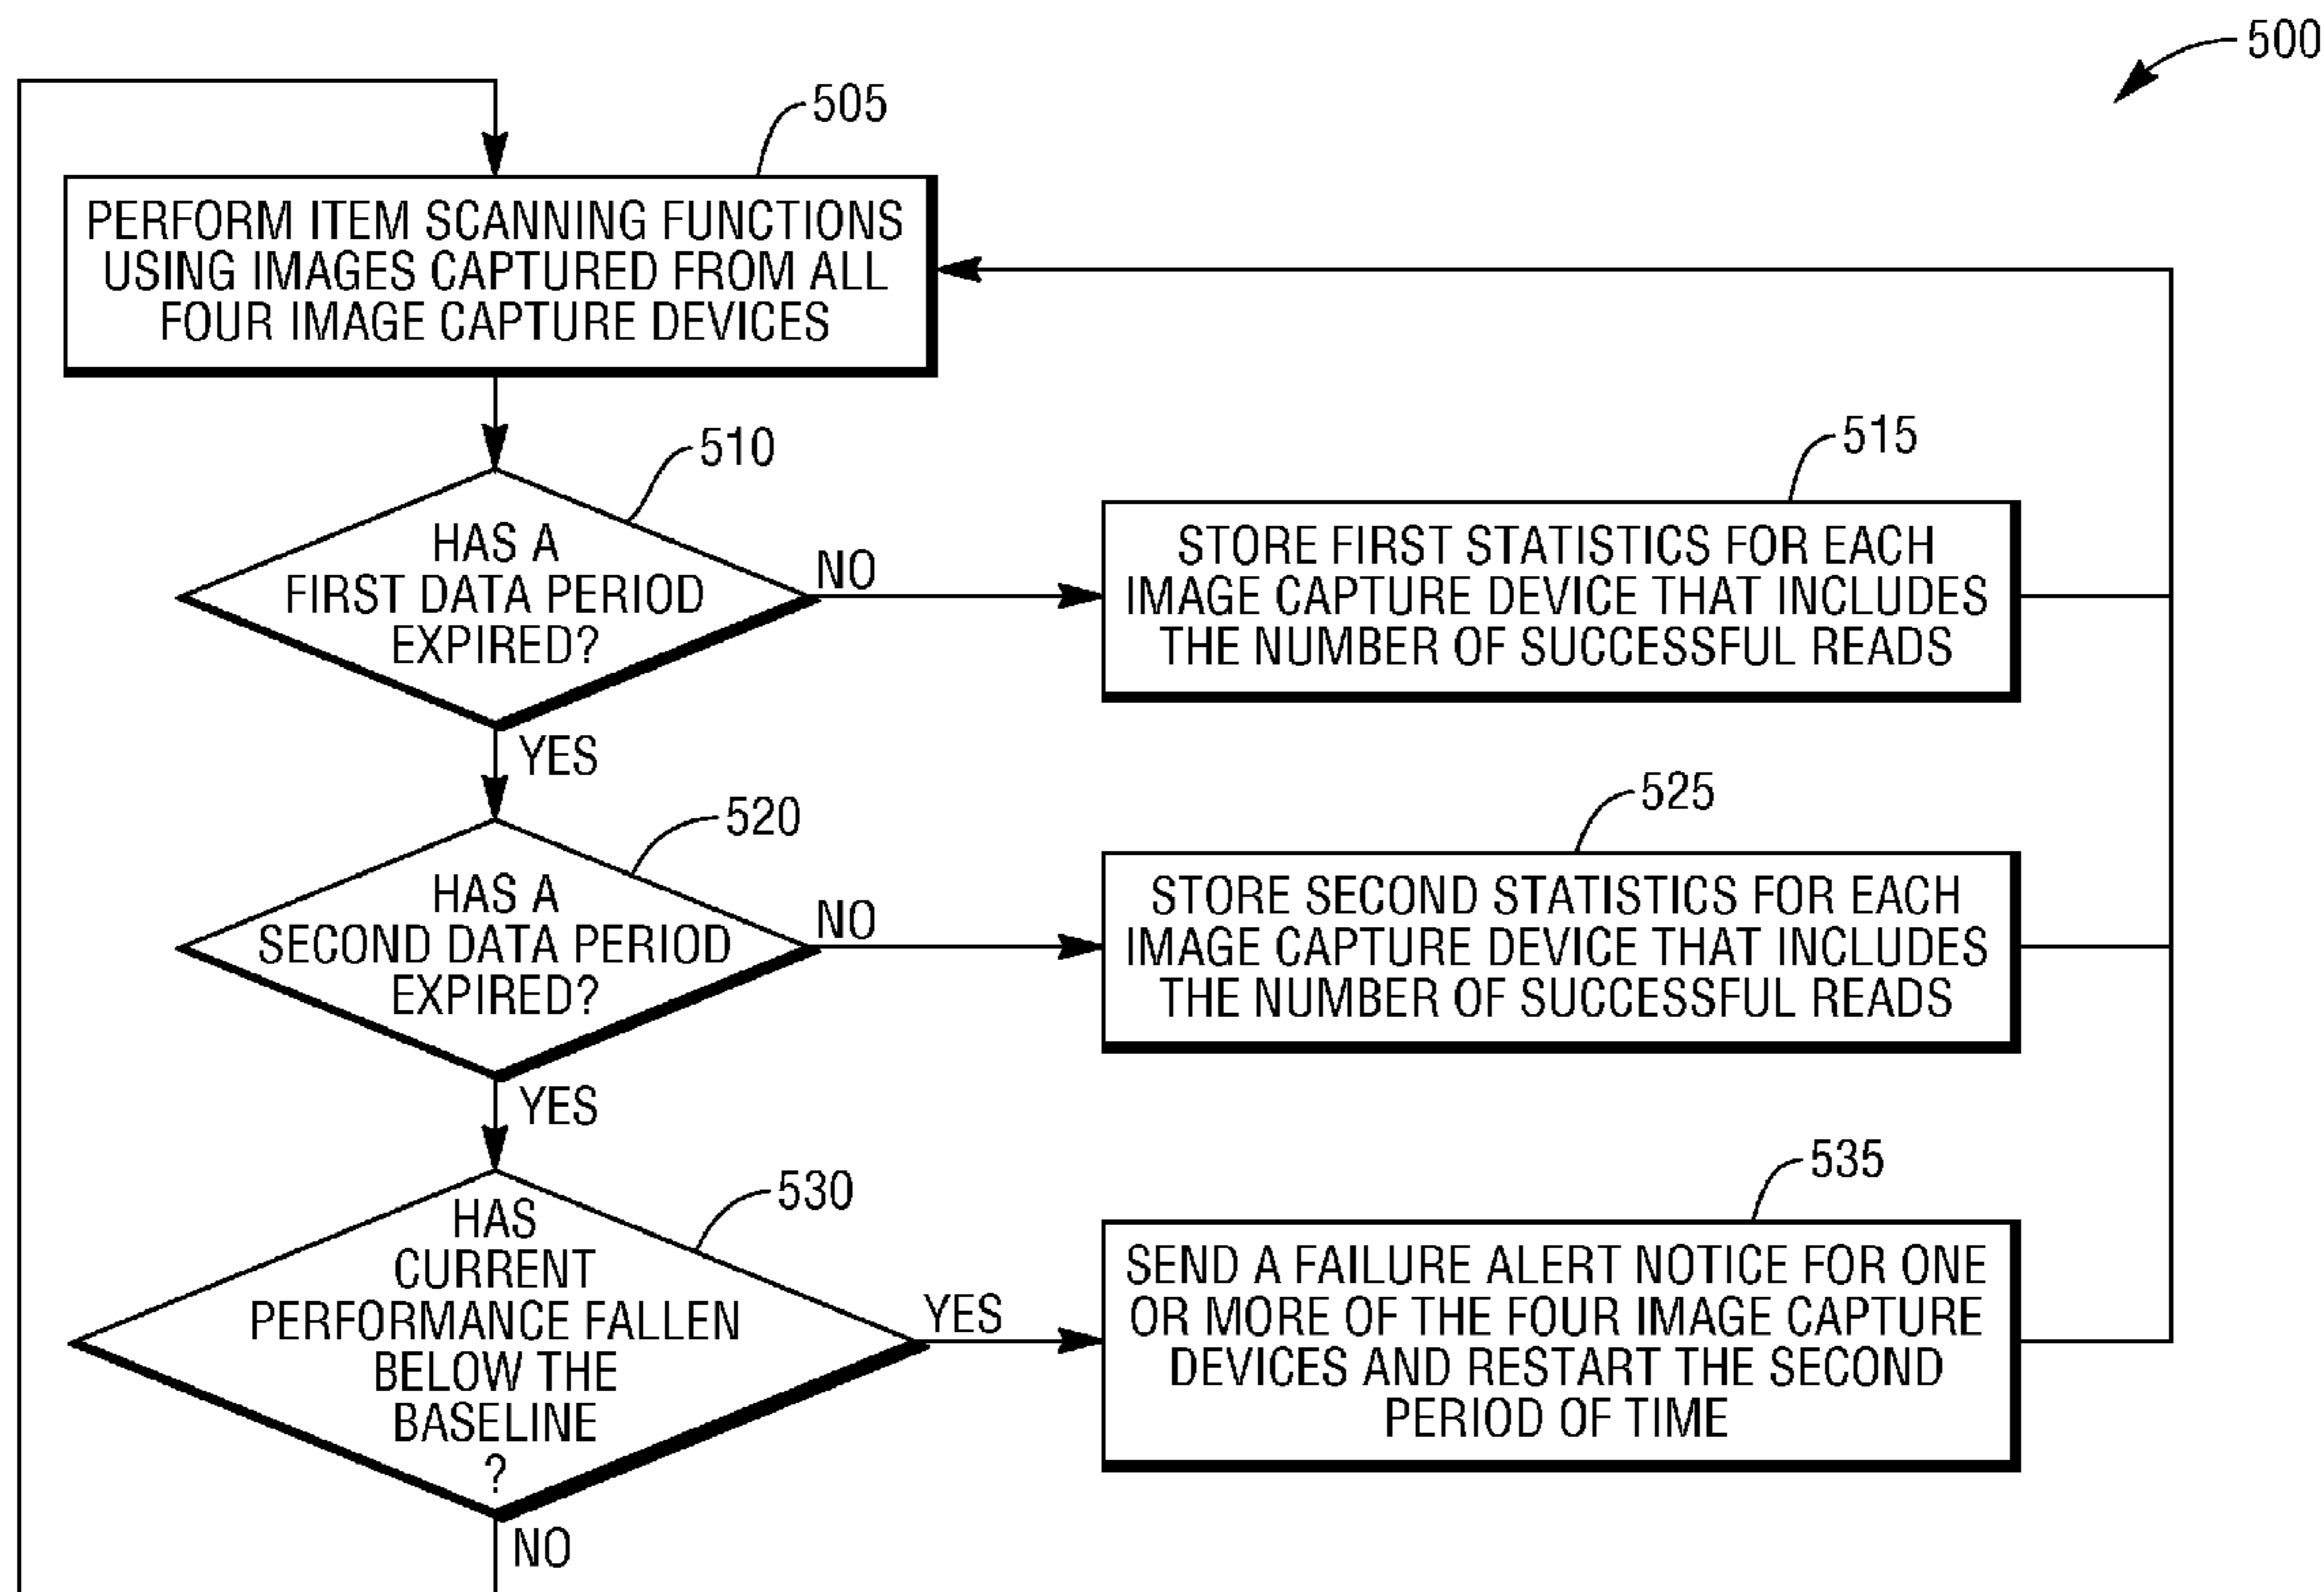 500
505
PERFORM ITEM SCANNING FUNCTIONS
USING IMAGES CAPTURED FROM ALL
FOUR IMAGE CAPTURE DEVICES
510
HAS A
FIRST DATA PERIOD
EXPIRED?
NO
YES
515
STORE FIRST STATISTICS FOR EACH
IMAGE CAPTURE DEVICE THAT INCLUDES
THE NUMBER OF SUCCESSFUL READS
520
HAS A
SECOND DATA PERIOD
EXPIRED?
NO
YES
525
STORE SECOND STATISTICS FOR EACH
IMAGE CAPTURE DEVICE THAT INCLUDES
THE NUMBER OF SUCCESSFUL READS
530
HAS
CURRENT
PERFORMANCE FALLEN
BELOW THE
BASELINE
?
YES
NO
535
SEND A FAILURE ALERT NOTICE FOR ONE
OR MORE OF THE FOUR IMAGE CAPTURE
DEVICES AND RESTART THE SECOND
PERIOD OF TIME